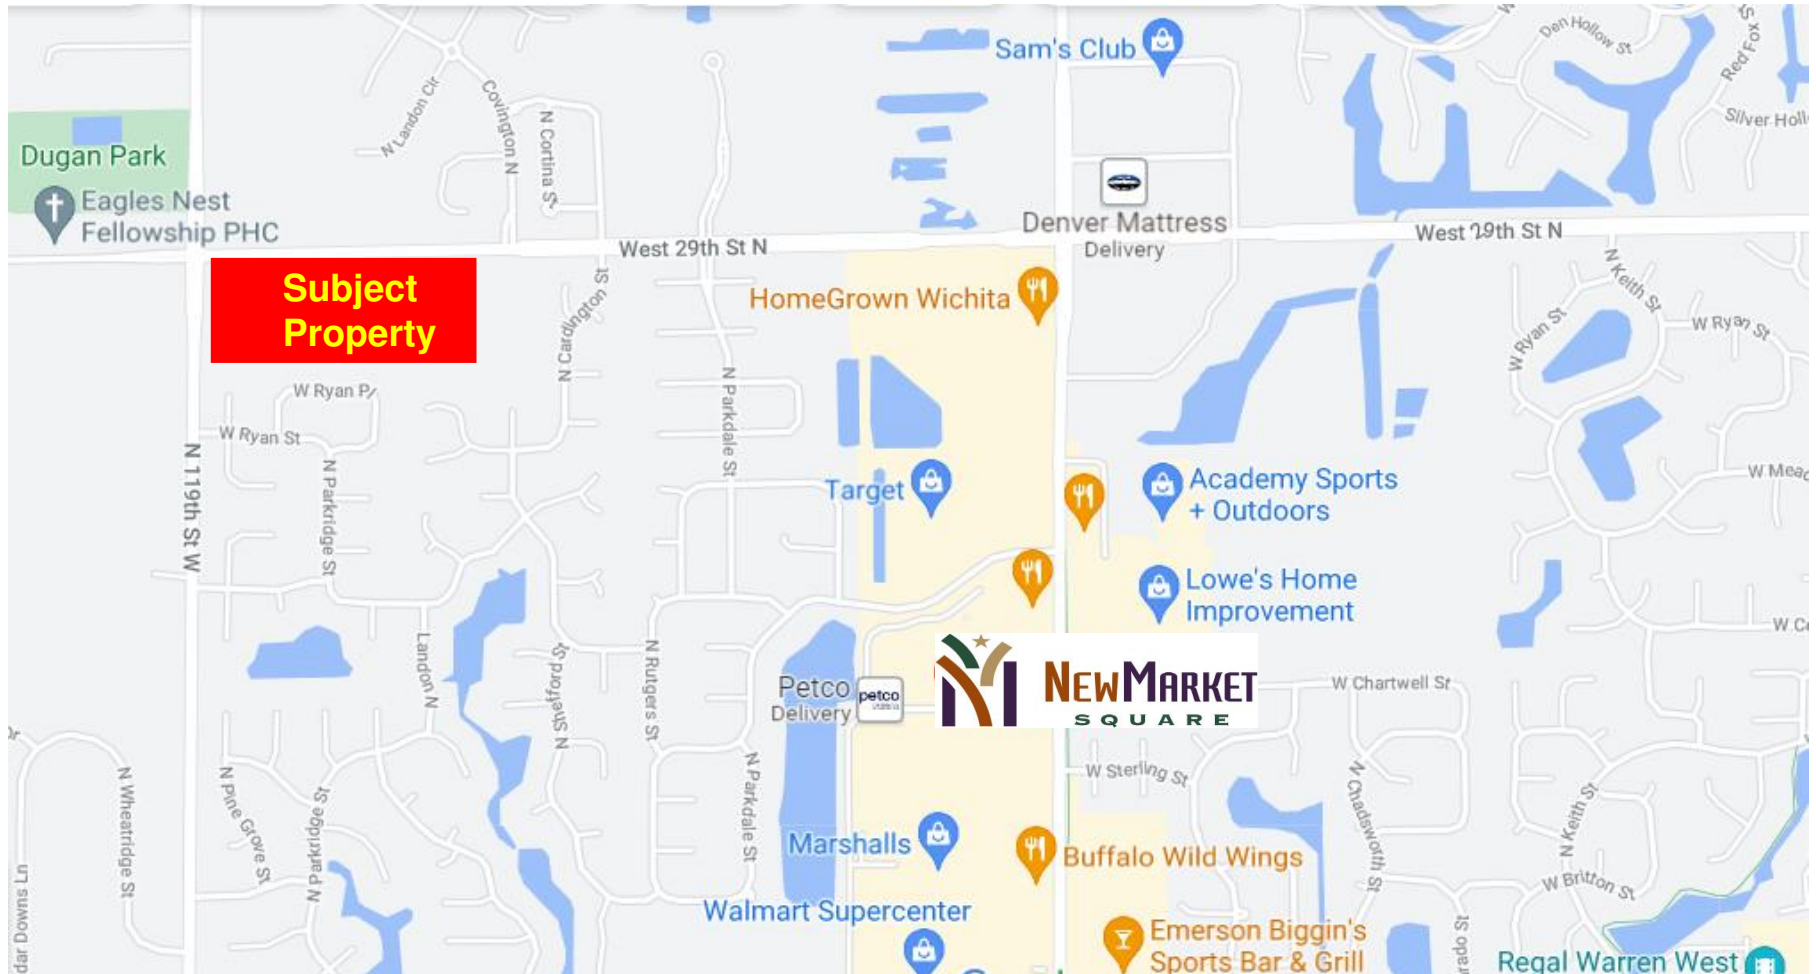 Sam's Club
Den Hollow St
Red Fox
Silver Holl
N Landon Cir
Covington N
N Cortina St
Dugan Park
Eagles Nest
Fellowship PHC
Denver Mattress
Delivery
West 29th St N
West 29th St N
Subject
Property
HomeGrown Wichita
N Cardington St
N Keith St
W Ryan St
W Ryan St
W Ryan Pl
W Ryan St
N Parkdale St
N 119th St W
N Parkridge St
Target
Academy Sports
+ Outdoors
W Mead
Lowe's Home
Improvement
W C
Landon N
N Shefford St
N Rutgers St
Petco
Delivery
petco
NEWMARKET
SQUARE
W Chartwell St
W Sterling St
N Wheatridge St
N Pine Grove St
N Parkridge St
N Parkdale St
N Chadsworth St
N Keith St
Marshalls
Buffalo Wild Wings
W Britton St
dar Downs Ln
Walmart Supercenter
Emerson Biggin's
Sports Bar & Grill
Regal Warren West